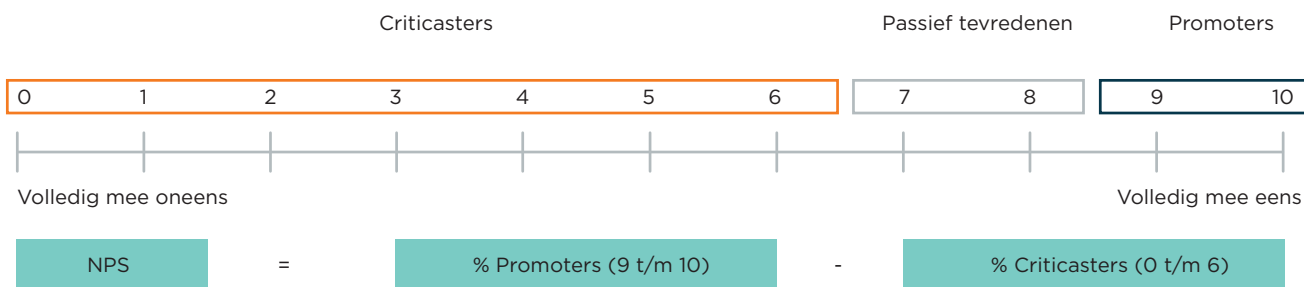 Criticasters Passief tevredenen Promoters
0 1 2 3 4 5 6 7 8 9 10
Volledig mee oneens Volledig mee eens
NPS = % Promoters (9 t/m 10) - % Criticasters (0 t/m 6)